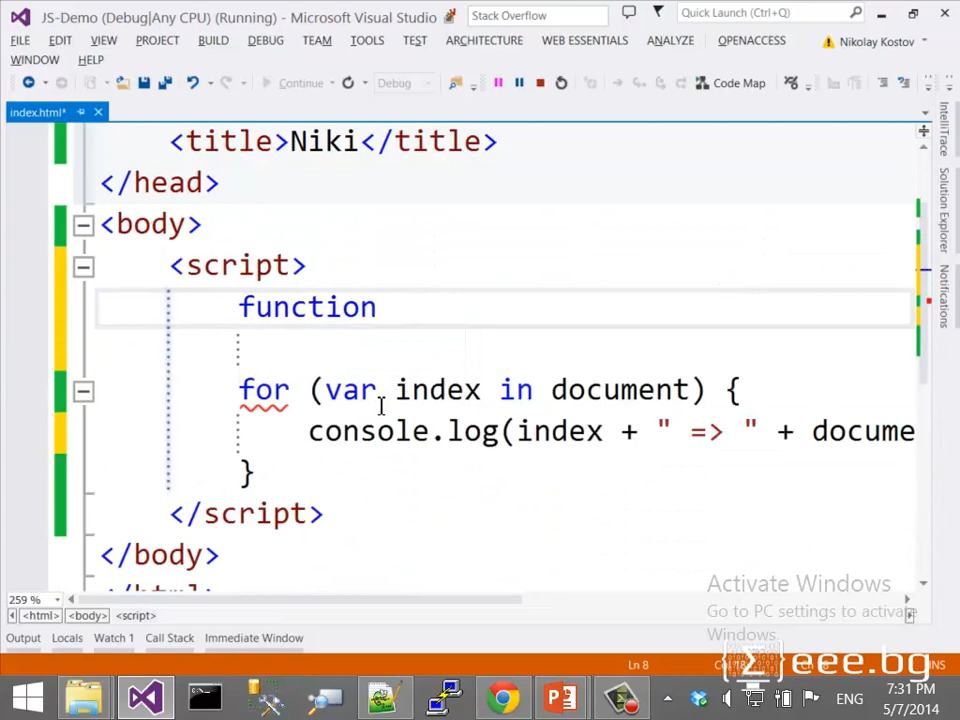 JS-Demo (Debug|Any CPU) (Running) - Microsoft Visual Studio
Stack Overflow
Quick Launch (Ctrl+Q)
FILE EDIT VIEW PROJECT BUILD DEBUG TEAM TOOLS TEST ARCHITECTURE WEB ESSENTIALS ANALYZE OPENACCESS
Nikolay Kostov
WINDOW HELP
Continue Debug Code Map
index.html*
<title>Niki</title>
</head>
<body>
<script>
function
for (var index in document) {
console.log(index + " => " + docume
}
</script>
</body>
IntelliTrace
Solution Explorer
Notifications
259 %
<html> <body> <script>
Output Locals Watch 1 Call Stack Immediate Window
Activate Windows
Go to PC settings to activate
Windows.
Ln 8
INS
eee.bg
ENG
7:31 PM
5/7/2014